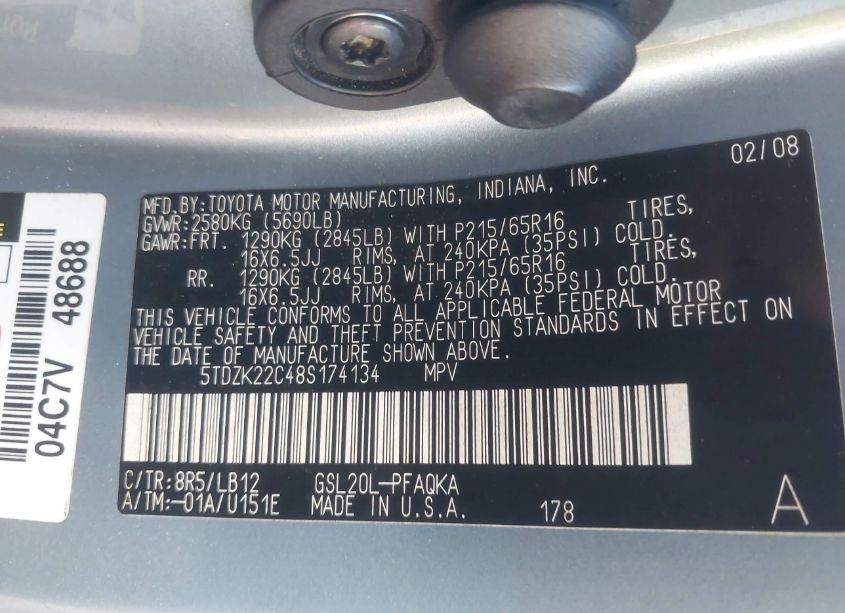 02/08
MFD.BY:TOYOTA MOTOR MANUFACTURING, INDIANA, INC.
GVWR:2580KG (5690LB)
GAWR:FRT. 1290KG (2845LB) WITH P215/65R16 TIRES,
16X6.5JJ RIMS, AT 240KPA (35PSI) COLD.
RR. 1290KG (2845LB) WITH P215/65R16 TIRES,
16X6.5JJ RIMS, AT 240KPA (35PSI) COLD.
THIS VEHICLE CONFORMS TO ALL APPLICABLE FEDERAL MOTOR
VEHICLE SAFETY AND THEFT PREVENTION STANDARDS IN EFFECT ON
THE DATE OF MANUFACTURE SHOWN ABOVE.
5TDZK22C48S174134 MPV
C/TR:8R5/LB12 GSL20L-PFAQKA
A/TM:-01A/U151E MADE IN U.S.A. 178 A
04C7V 48688